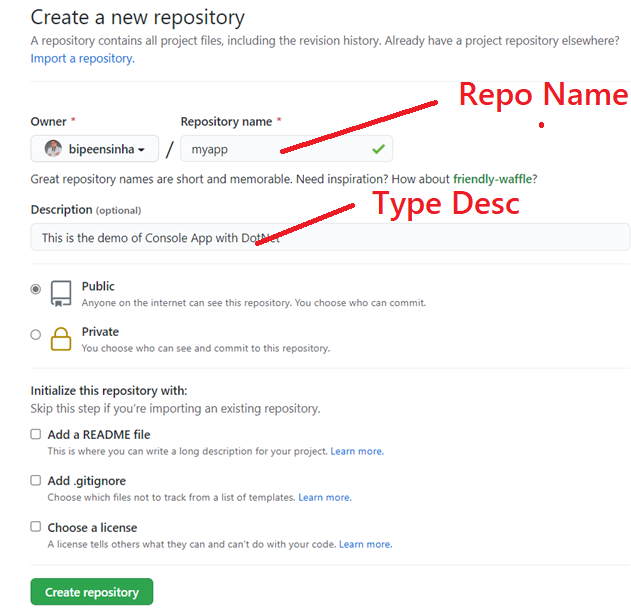 Create a new repository
A repository contains all project files, including the revision history. Already have a project repository elsewhere?
Import a repository.
Repo Name
Owner * Repository name *
bipeensinha / myapp
Great repository names are short and memorable. Need inspiration? How about friendly-waffle?
Type Desc
Description (optional)
This is the demo of Console App with DotNet
Public
Anyone on the internet can see this repository. You choose who can commit.
Private
You choose who can see and commit to this repository.
Initialize this repository with:
Skip this step if you're importing an existing repository.
Add a README file
This is where you can write a long description for your project. Learn more.
Add .gitignore
Choose which files not to track from a list of templates. Learn more.
Choose a license
A license tells others what they can and can't do with your code. Learn more.
Create repository